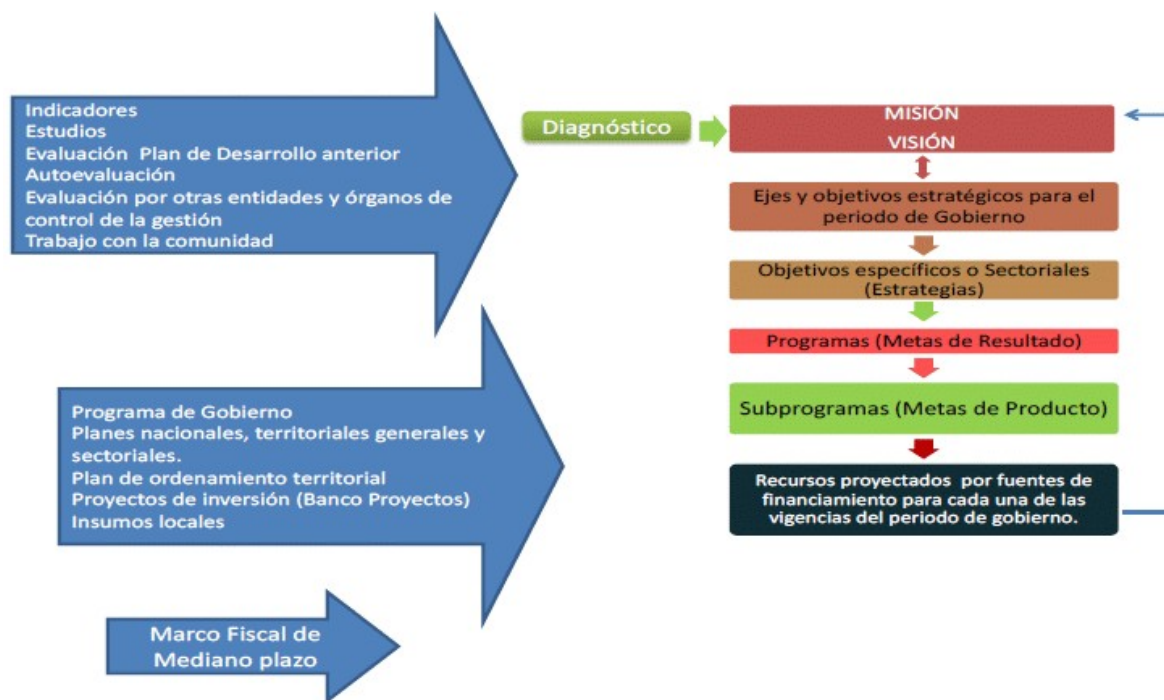 Indicadores
Estudios
Evaluación Plan de Desarrollo anterior
Autoevaluación
Evaluación por otras entidades y órganos de
control de la gestión
Trabajo con la comunidad
Programa de Gobierno
Planes nacionales, territoriales generales y
sectoriales.
Plan de ordenamiento territorial
Proyectos de inversión (Banco Proyectos)
Insumos locales
Marco Fiscal de
Mediano plazo
Diagnóstico
MISIÓN
VISIÓN
Ejes y objetivos estratégicos para el
periodo de Gobierno
Objetivos específicos o Sectoriales
(Estrategias)
Programas (Metas de Resultado)
Subprogramas (Metas de Producto)
Recursos proyectados por fuentes de
financiamiento para cada una de las
vigencias del periodo de gobierno.